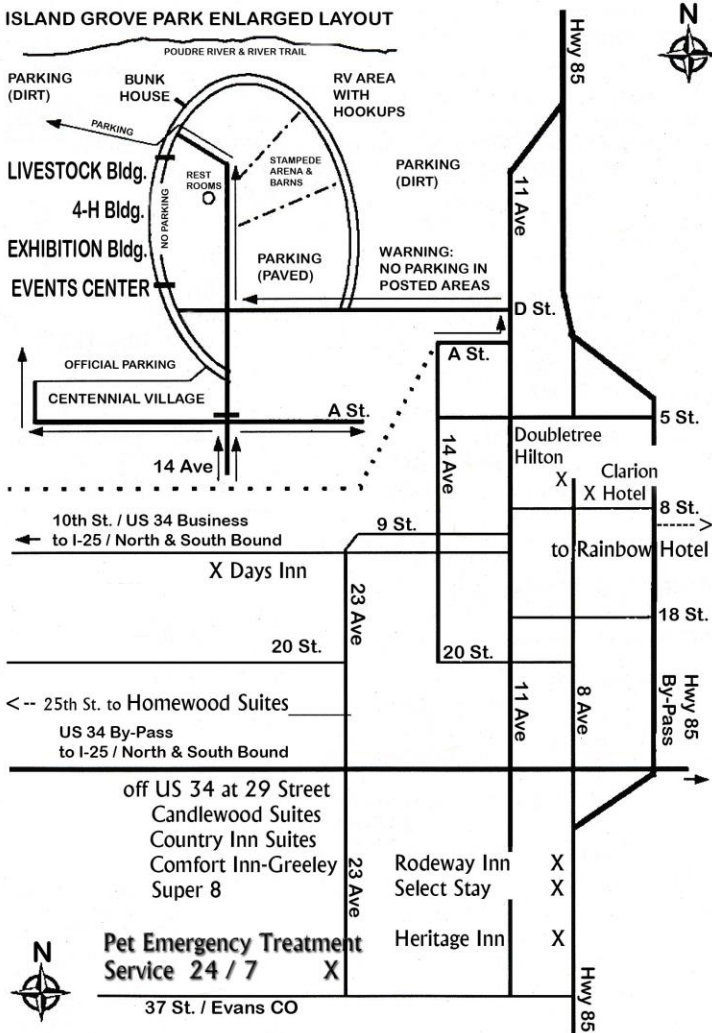 ISLAND GROVE PARK ENLARGED LAYOUT
N
POUDRE RIVER & RIVER TRAIL
Hwy 85
PARKING
(DIRT)
BUNK
HOUSE
RV AREA
WITH
HOOKUPS
PARKING
LIVESTOCK Bldg.
REST
ROOMS
STAMPEDE
ARENA &
BARNS
PARKING
(DIRT)
11 Ave
4-H Bldg.
NO PARKING
EXHIBITION Bldg.
PARKING
(PAVED)
WARNING:
NO PARKING IN
POSTED AREAS
EVENTS CENTER
D St.
A St.
OFFICIAL PARKING
CENTENNIAL VILLAGE
A St.
5 St.
14 Ave
14 Ave
Doubletree
Hilton
X
Clarion
X Hotel
8 St.
----->
10th St. / US 34 Business
to I-25 / North & South Bound
9 St.
to Rainbow Hotel
X Days Inn
23 Ave
18 St.
20 St.
20 St.
<-- 25th St. to Homewood Suites
11 Ave
8 Ave
Hwy 85
By-Pass
US 34 By-Pass
to I-25 / North & South Bound
off US 34 at 29 Street
Candlewood Suites
Country Inn Suites
Comfort Inn-Greeley
Super 8
23 Ave
Rodeway Inn X
Select Stay X
Heritage Inn X
N
Pet Emergency Treatment
Service 24 / 7 X
37 St. / Evans CO
Hwy 85